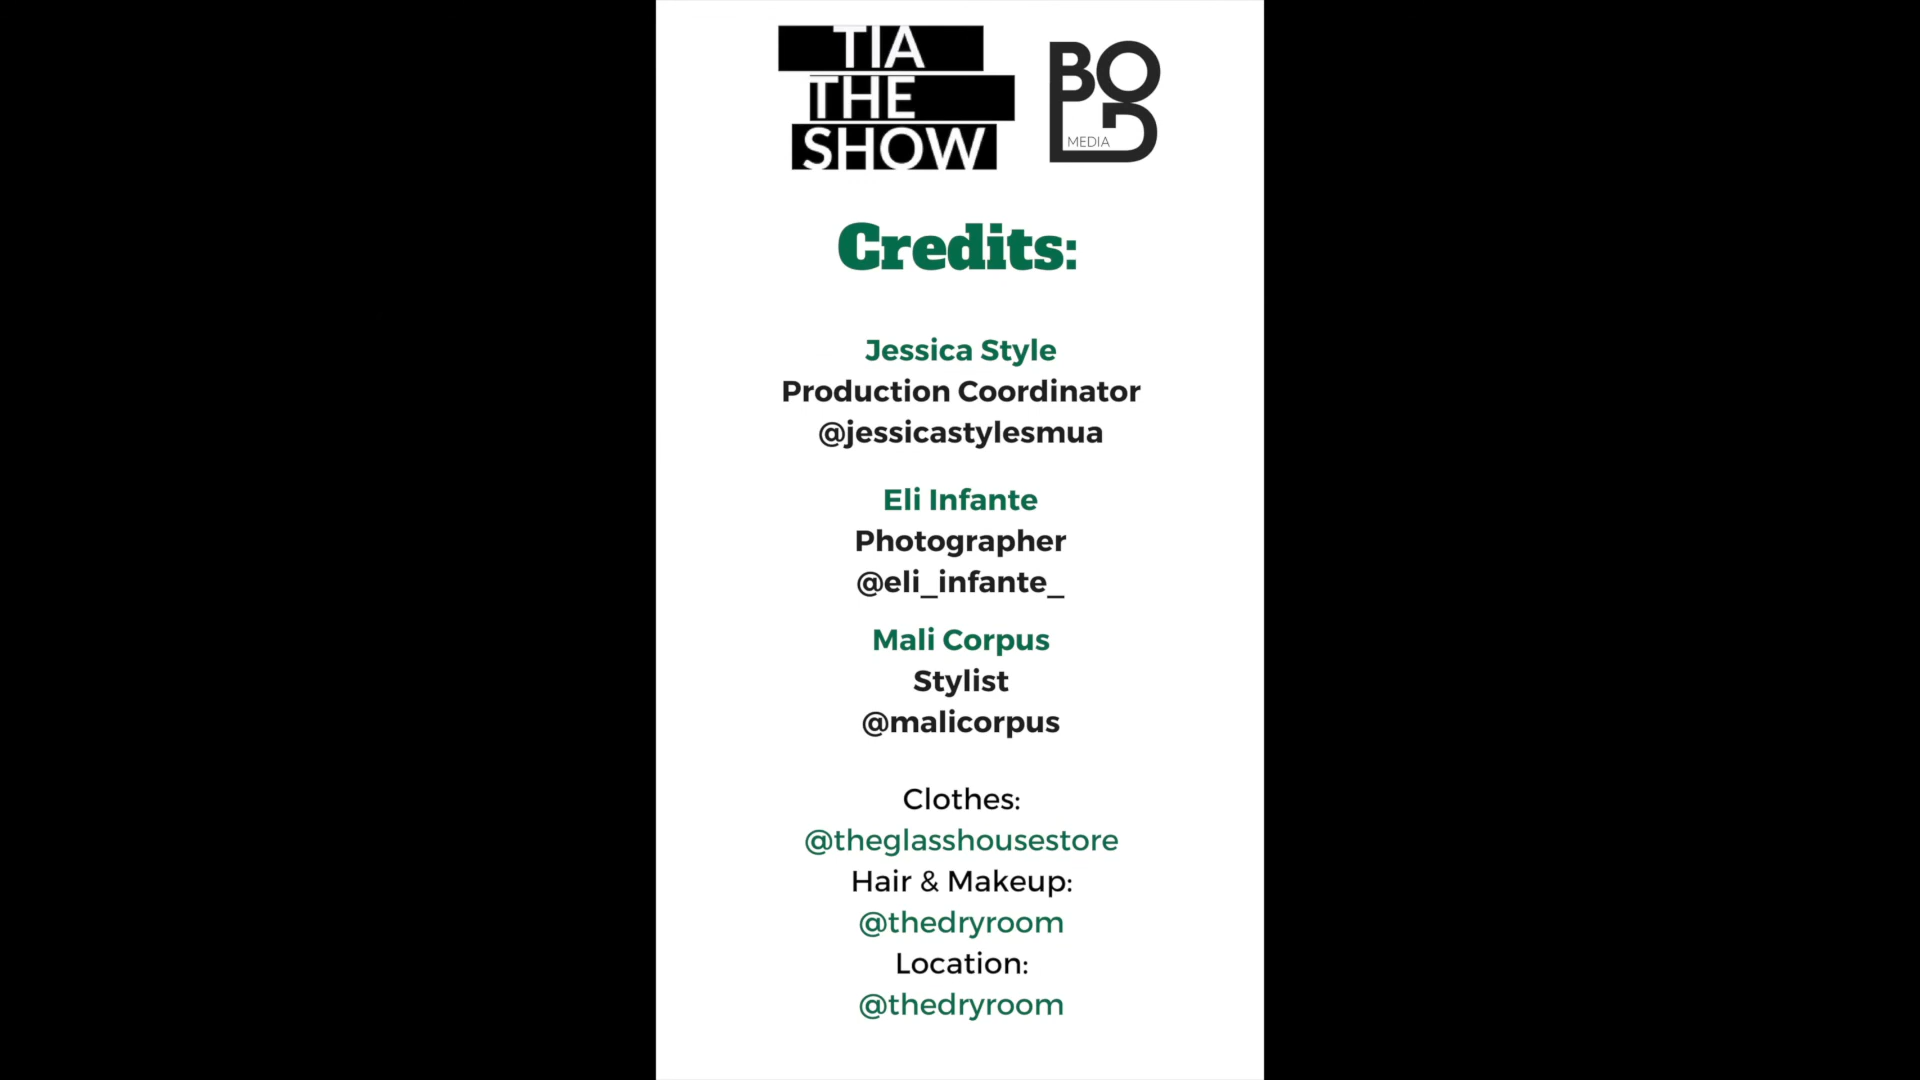 TIA
THE
SHOW
BOLD
MEDIA
Credits:
Jessica Style
Production Coordinator
@jessicastylesmua
Eli Infante
Photographer
@eli_infante_
Mali Corpus
Stylist
@malicorpus
Clothes:
@theglasshousestore
Hair & Makeup:
@thedryroom
Location:
@thedryroom